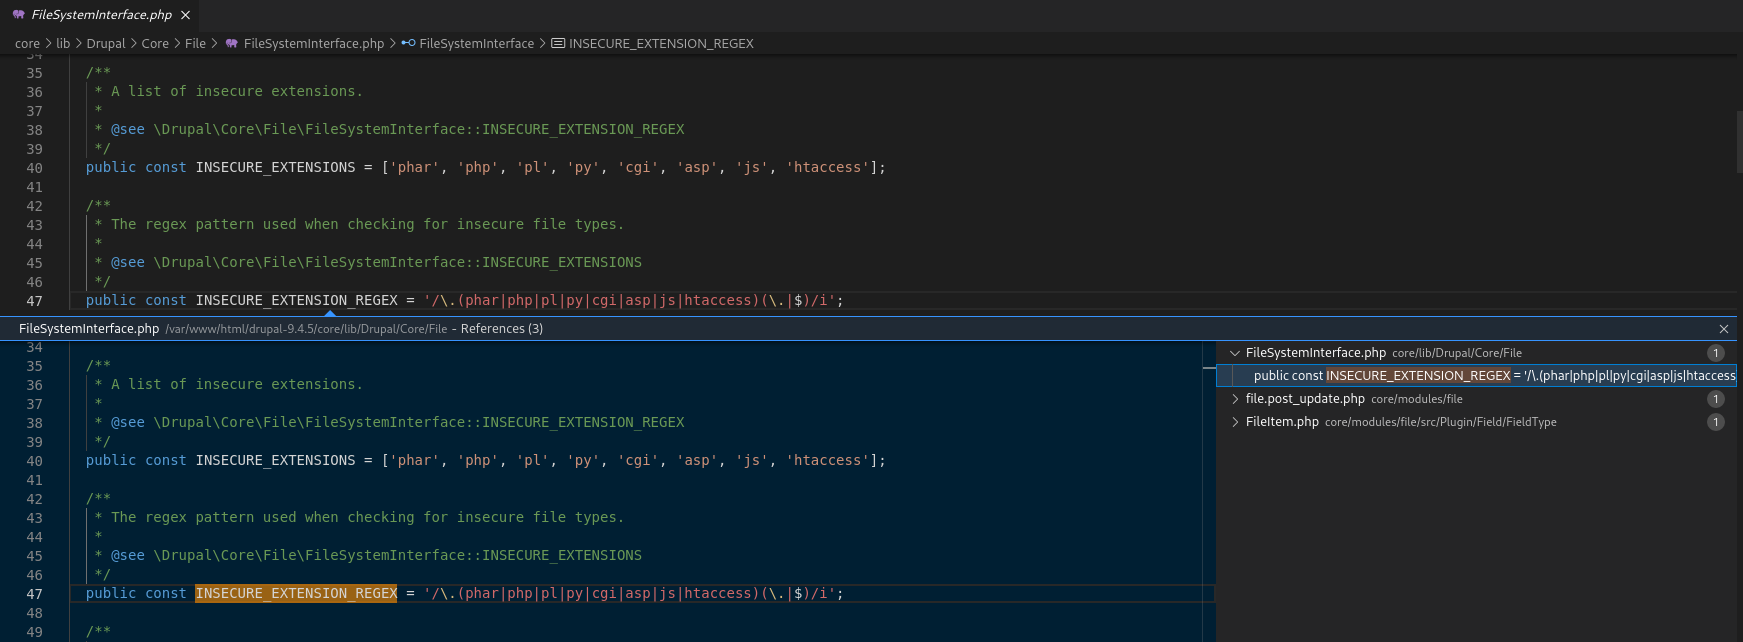 FileSystemInterface.php
core > lib > Drupal > Core > File > FileSystemInterface.php > FileSystemInterface > INSECURE_EXTENSION_REGEX
34
35 /**
36 * A list of insecure extensions.
37 *
38 * @see \Drupal\Core\File\FileSystemInterface::INSECURE_EXTENSION_REGEX
39 */
40 public const INSECURE_EXTENSIONS = ['phar', 'php', 'pl', 'py', 'cgi', 'asp', 'js', 'htaccess'];
41
42 /**
43 * The regex pattern used when checking for insecure file types.
44 *
45 * @see \Drupal\Core\File\FileSystemInterface::INSECURE_EXTENSIONS
46 */
47 public const INSECURE_EXTENSION_REGEX = '/\.(phar|php|pl|py|cgi|asp|js|htaccess)(\.|$)/i';
FileSystemInterface.php /var/www/html/drupal-9.4.5/core/lib/Drupal/Core/File - References (3)
34
35 /**
36 * A list of insecure extensions.
37 *
38 * @see \Drupal\Core\File\FileSystemInterface::INSECURE_EXTENSION_REGEX
39 */
40 public const INSECURE_EXTENSIONS = ['phar', 'php', 'pl', 'py', 'cgi', 'asp', 'js', 'htaccess'];
41
42 /**
43 * The regex pattern used when checking for insecure file types.
44 *
45 * @see \Drupal\Core\File\FileSystemInterface::INSECURE_EXTENSIONS
46 */
47 public const INSECURE_EXTENSION_REGEX = '/\.(phar|php|pl|py|cgi|asp|js|htaccess)(\.|$)/i';
48
49 /**
FileSystemInterface.php core/lib/Drupal/Core/File 1
public const INSECURE_EXTENSION_REGEX = '/\.(phar|php|pl|py|cgi|asp|js|htaccess
file.post_update.php core/modules/file 1
FileItem.php core/modules/file/src/Plugin/Field/FieldType 1